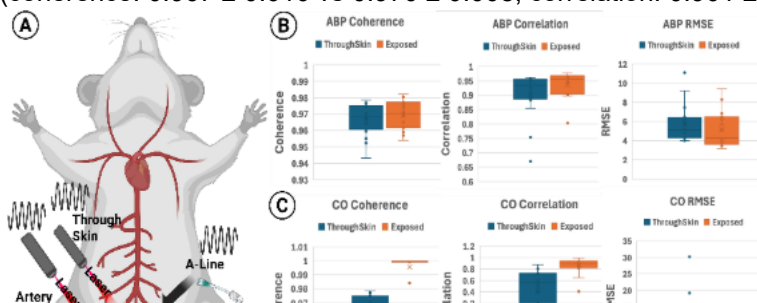 A
B
ABP Coherence
ThroughSkin Exposed
Coherence
1
0.99
0.98
0.97
0.96
0.95
0.94
0.93
ABP Correlation
ThroughSkin Exposed
Correlation
1
0.95
0.9
0.85
0.8
0.75
0.7
0.65
0.6
ABP RMSE
ThroughSkin Exposed
RMSE
12
10
8
6
4
2
0
Through
Skin
A-Line
Laser
Artery
C
CO Coherence
ThroughSkin Exposed
1.01
1
0.99
0.98
CO Correlation
ThroughSkin Exposed
1.2
1
0.8
0.6
0.4
CO RMSE
ThroughSkin Exposed
35
30
25
20